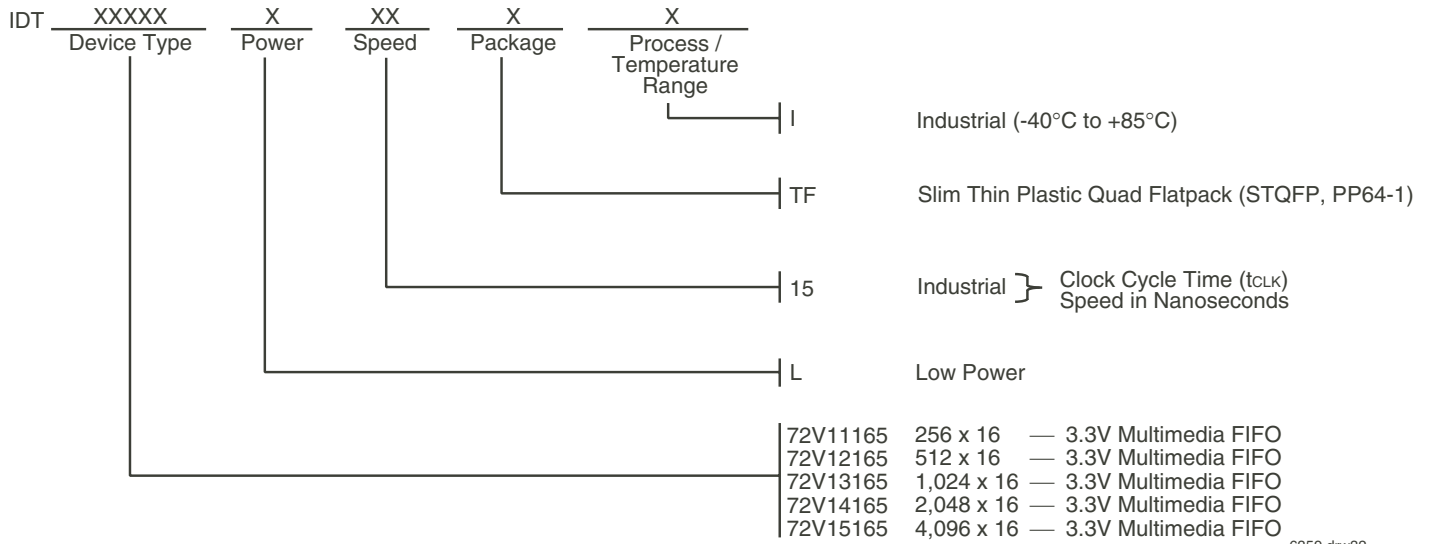 IDT XXXXX X XX X X
Device Type Power Speed Package Process / Temperature Range
I Industrial (-40°C to +85°C)
TF Slim Thin Plastic Quad Flatpack (STQFP, PP64-1)
15 Industrial } Clock Cycle Time (tCLK)
Speed in Nanoseconds
L Low Power
72V11165 256 x 16 — 3.3V Multimedia FIFO
72V12165 512 x 16 — 3.3V Multimedia FIFO
72V13165 1,024 x 16 — 3.3V Multimedia FIFO
72V14165 2,048 x 16 — 3.3V Multimedia FIFO
72V15165 4,096 x 16 — 3.3V Multimedia FIFO